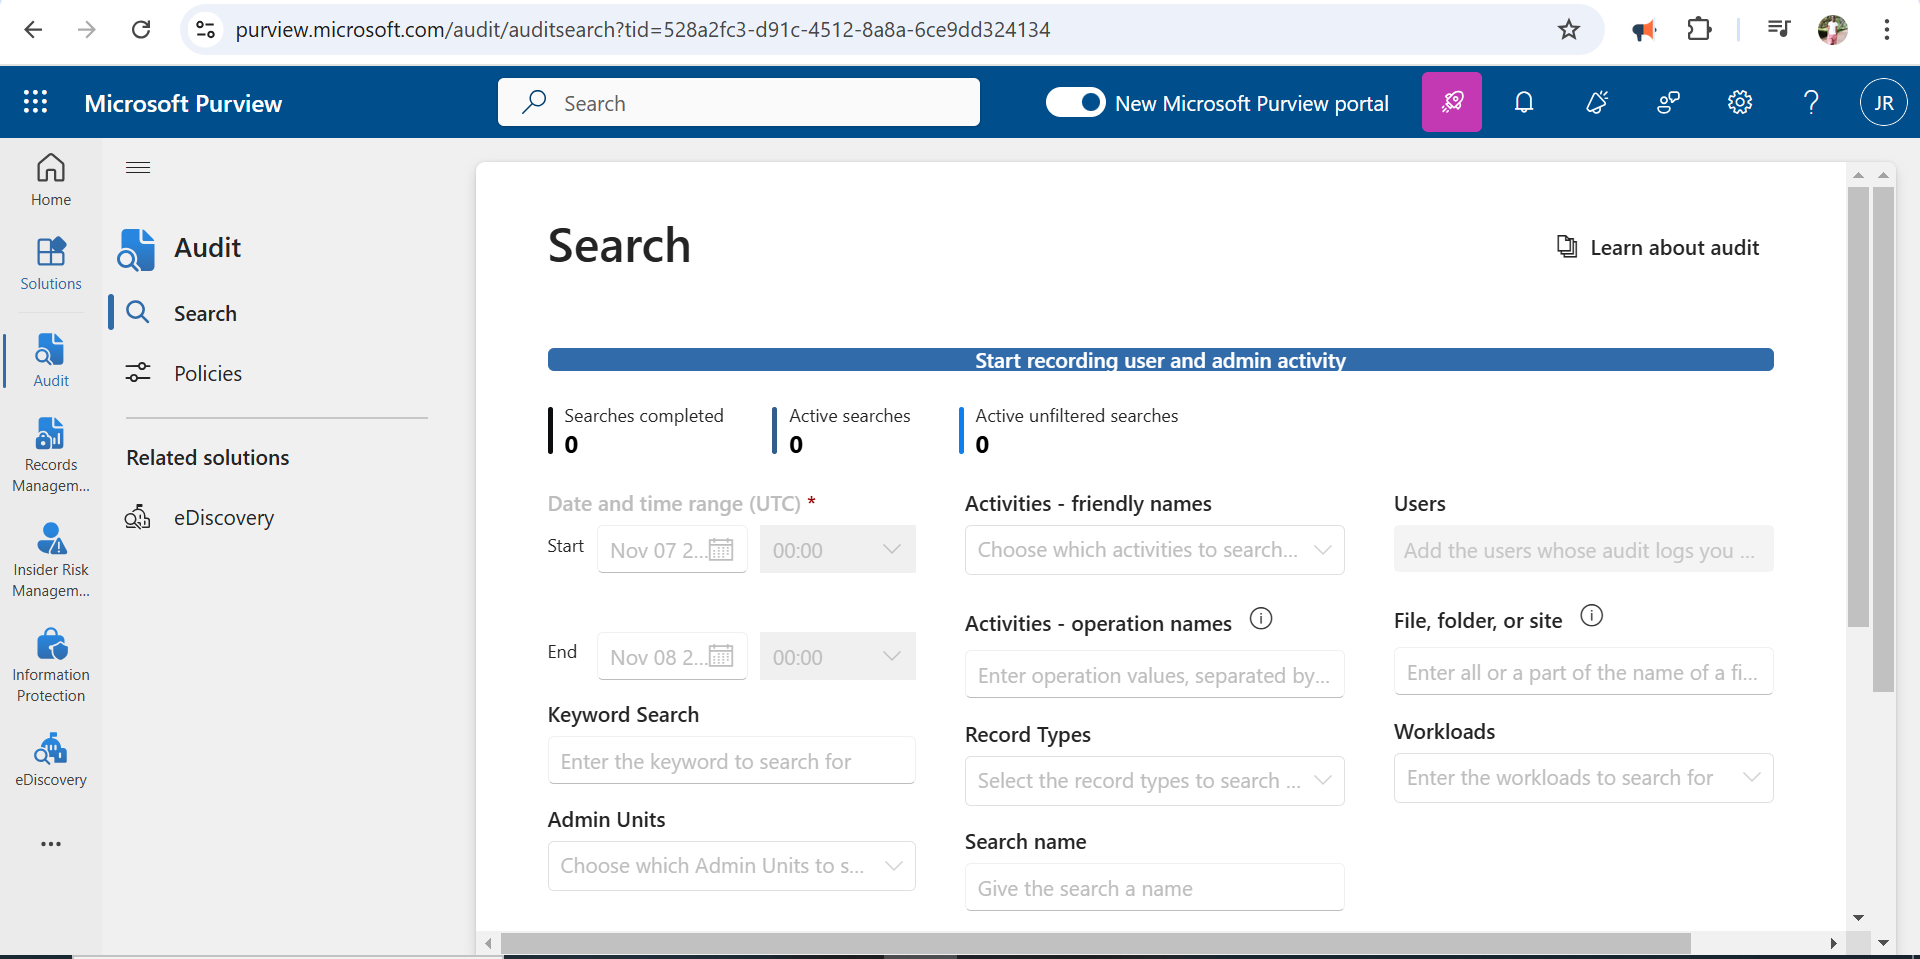 purview.microsoft.com/audit/auditsearch?tid=528a2fc3-d91c-4512-8a8a-6ce9dd324134
Microsoft Purview
Search
New Microsoft Purview portal
JR
Home
Solutions
Audit
Records
Managem...
Insider Risk
Managem...
Information
Protection
eDiscovery
Audit
Search
Policies
Related solutions
eDiscovery
Search
Learn about audit
Start recording user and admin activity
Searches completed
0
Active searches
0
Active unfiltered searches
0
Date and time range (UTC) *
Start
Nov 07 2...
00:00
End
Nov 08 2...
00:00
Keyword Search
Enter the keyword to search for
Admin Units
Choose which Admin Units to s...
Activities - friendly names
Choose which activities to search...
Activities - operation names
Enter operation values, separated by...
Record Types
Select the record types to search ...
Search name
Give the search a name
Users
Add the users whose audit logs you ...
File, folder, or site
Enter all or a part of the name of a fi...
Workloads
Enter the workloads to search for